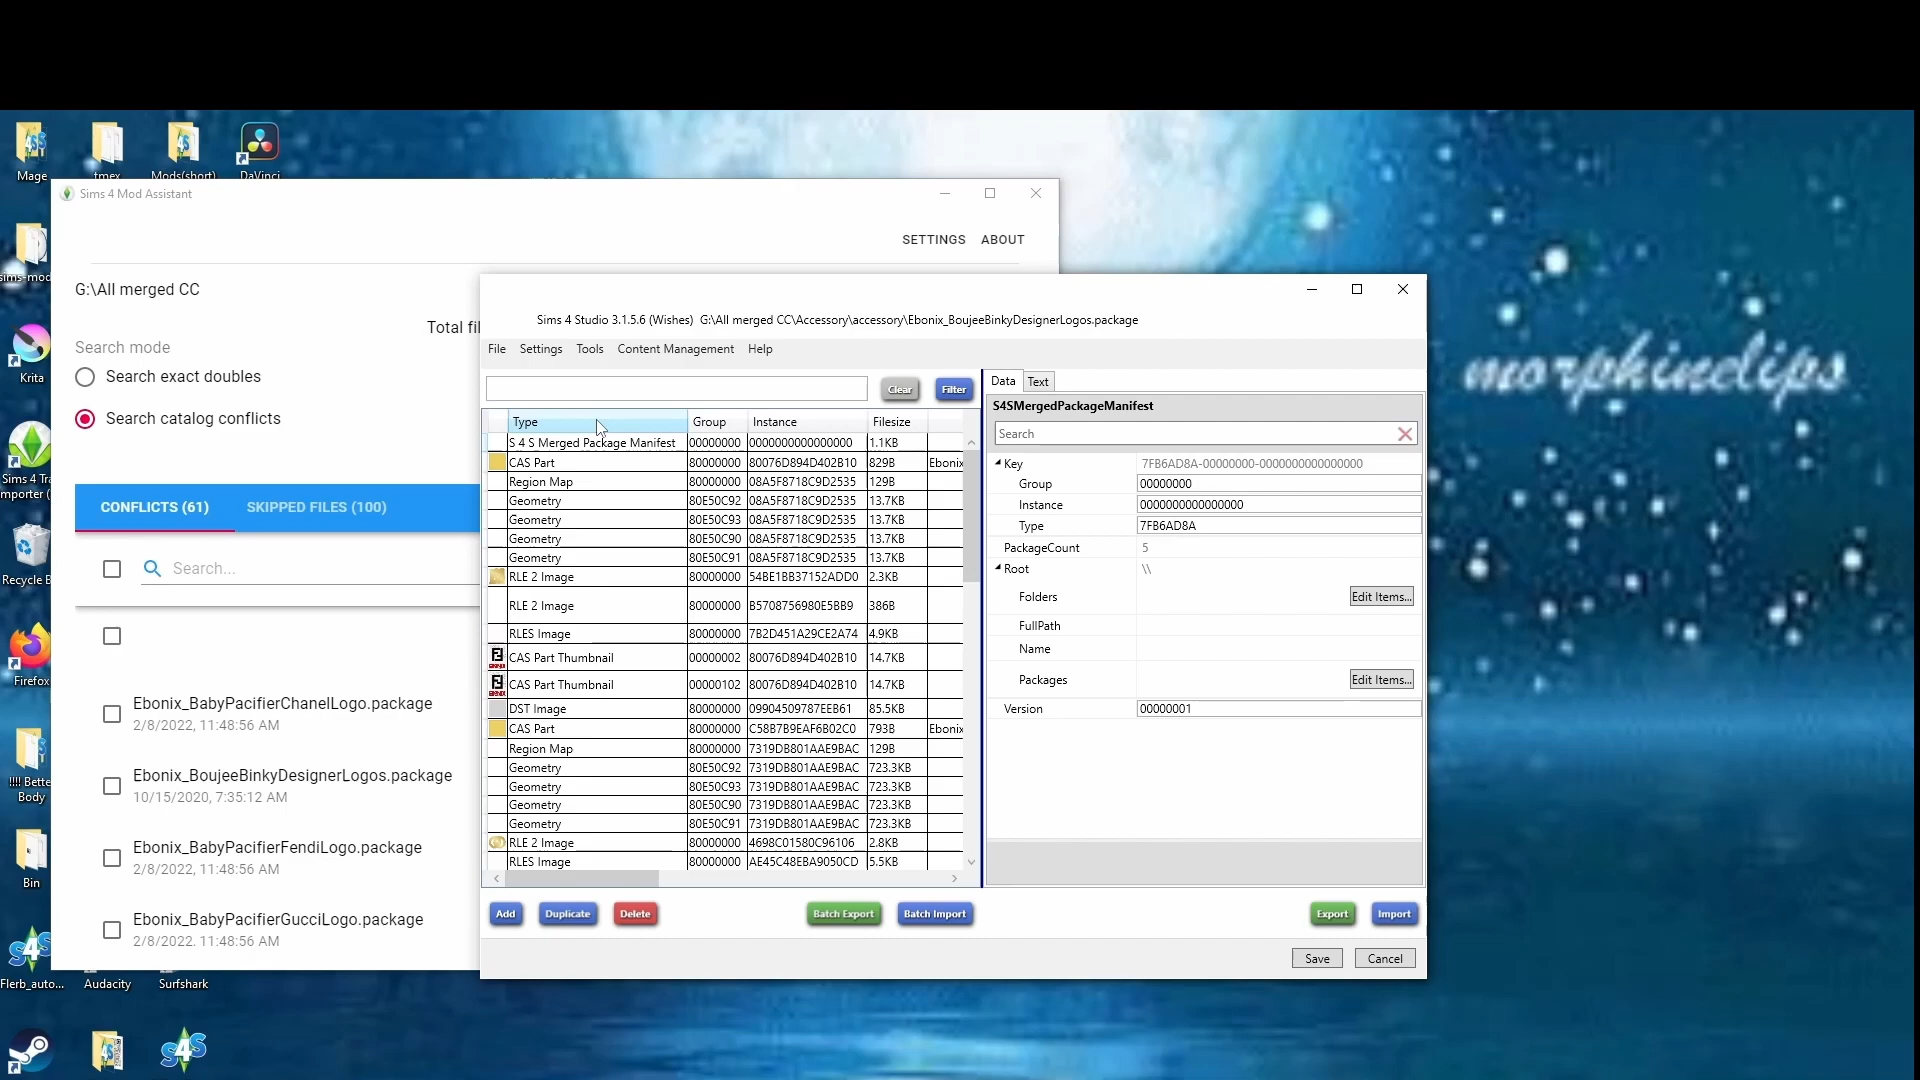 Mage
tmex
Mods(short)
DaVinci
Krita
Recycle B
Firefox
!!!! Bette
Body
Bin
Flerb_auto...
Audacity
Surfshark
Sims 4 Mod Assistant
SETTINGS ABOUT
G:\All merged CC
Search mode
Search exact doubles
Search catalog conflicts
CONFLICTS (61) SKIPPED FILES (100)
Search...
Ebonix_BabyPacifierChanelLogo.package
2/8/2022, 11:48:56 AM
Ebonix_BoujeeBinkyDesignerLogos.package
10/15/2020, 7:35:12 AM
Ebonix_BabyPacifierFendiLogo.package
2/8/2022, 11:48:56 AM
Ebonix_BabyPacifierGucciLogo.package
2/8/2022, 11:48:56 AM
Sims 4 Studio 3.1.5.6 (Wishes) G:\All merged CC\Accessory\accessory\Ebonix_BoujeeBinkyDesignerLogos.package
File Settings Tools Content Management Help
Clear Filter
Type Group Instance Filesize
S 4 S Merged Package Manifest 00000000 0000000000000000 1.1KB
CAS Part 80000000 80076D894D402B10 829B Ebonix
Region Map 80000000 08A5F8718C9D2535 129B
Geometry 80E50C92 08A5F8718C9D2535 13.7KB
Geometry 80E50C93 08A5F8718C9D2535 13.7KB
Geometry 80E50C90 08A5F8718C9D2535 13.7KB
Geometry 80E50C91 08A5F8718C9D2535 13.7KB
RLE 2 Image 80000000 54BE1BB37152ADD0 2.3KB
RLE 2 Image 80000000 B5708756980E5BB9 386B
RLES Image 80000000 7B2D451A29CE2A74 4.9KB
CAS Part Thumbnail 00000002 80076D894D402B10 14.7KB
CAS Part Thumbnail 00000102 80076D894D402B10 14.7KB
DST Image 80000000 09904509787EEB61 85.5KB
CAS Part 80000000 C58B7B9EAF6B02C0 793B Ebonix
Region Map 80000000 7319DB801AAE9BAC 129B
Geometry 80E50C92 7319DB801AAE9BAC 723.3KB
Geometry 80E50C93 7319DB801AAE9BAC 723.3KB
Geometry 80E50C90 7319DB801AAE9BAC 723.3KB
Geometry 80E50C91 7319DB801AAE9BAC 723.3KB
RLE 2 Image 80000000 4698C01580C96106 2.8KB
RLES Image 80000000 AE45C48EBA9050CD 5.5KB
Add Duplicate Delete Batch Export Batch Import
Data Text
S4SMergedPackageManifest
Search
Key 7FB6AD8A-00000000-0000000000000000
Group 00000000
Instance 0000000000000000
Type 7FB6AD8A
PackageCount 5
Root \\
Folders Edit Items...
FullPath
Name
Packages Edit Items...
Version 00000001
Export Import
Save Cancel
morphineclips